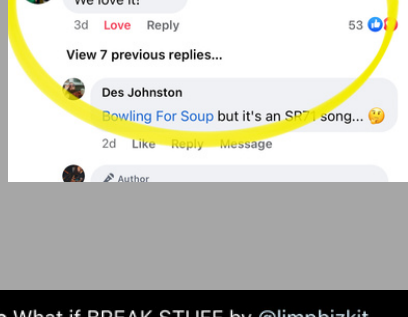 We love it!
3d Love Reply 53
View 7 previous replies...
Des Johnston
Bowling For Soup but it's an SR71 song... 🤔
2d Like Reply Message
Author
What if BREAK STUFF by @limpbizkit